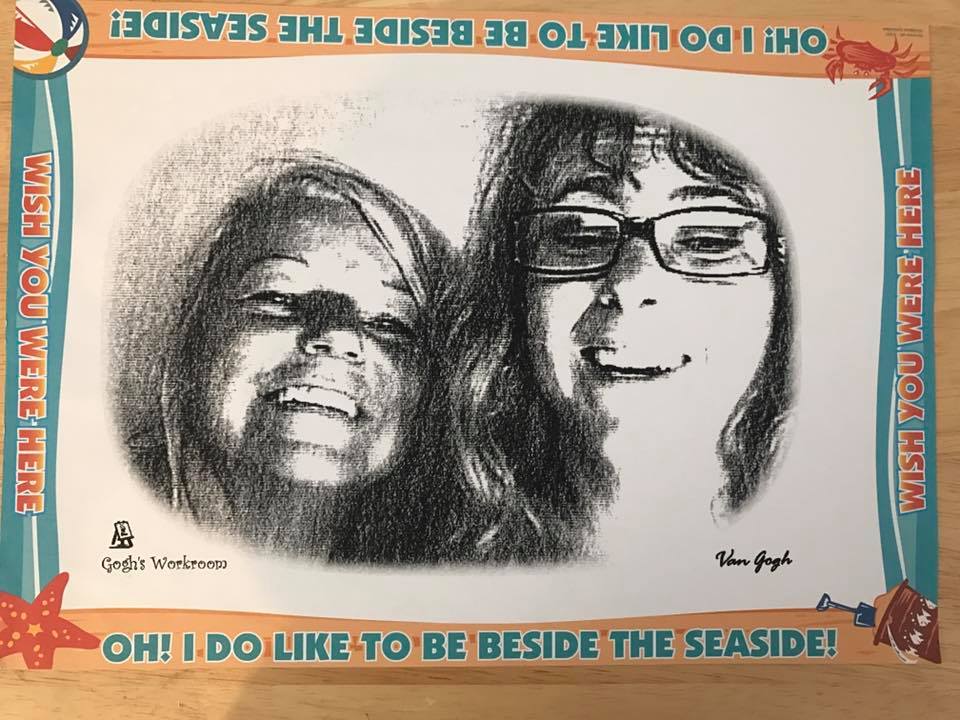 OH! I DO LIKE TO BE BESIDE THE SEASIDE!
WISH YOU WERE HERE
WISH YOU WERE HERE
Gogh's Workroom
Van Gogh
OH! I DO LIKE TO BE BESIDE THE SEASIDE!